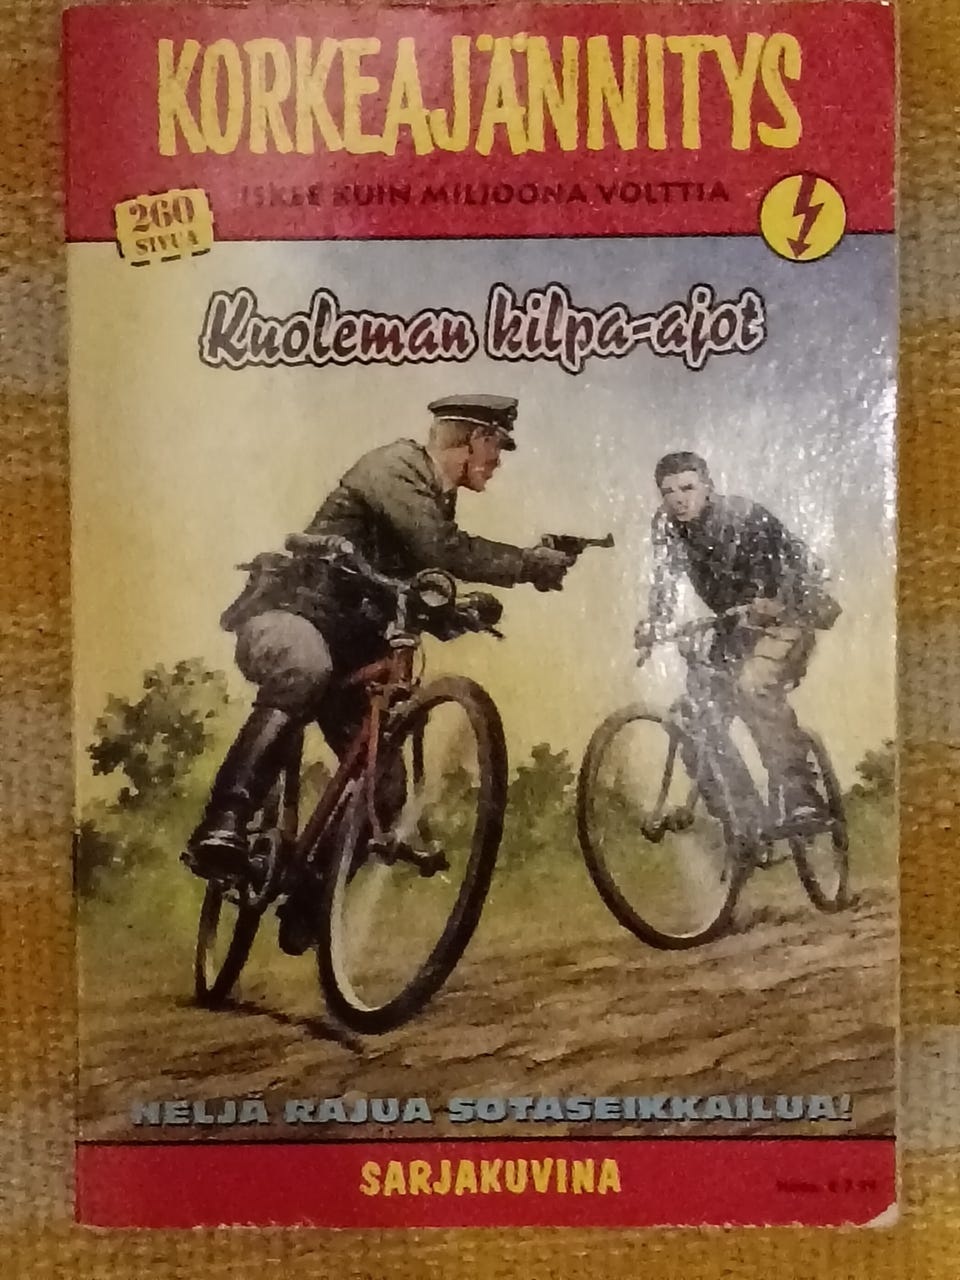 KORKEAJÄNNITYS
ISKEE KUIN MILJOONA VOLTTIA
260
SIVUA
Kuoleman kilpa-ajot
NELJÄ RAJUA SOTASEIKKAILUA!
SARJAKUVINA